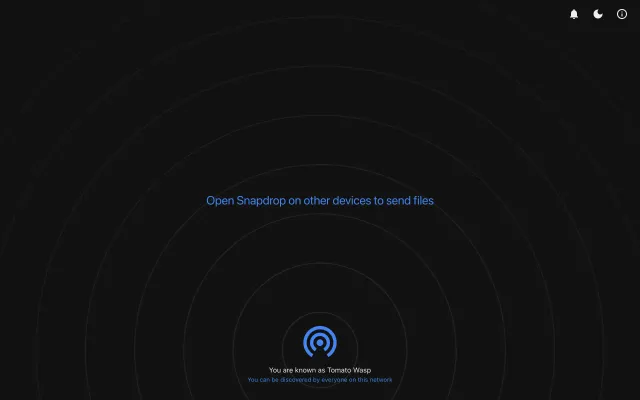 Open Snapdrop on other devices to send files
You are known as Tomato Wasp
You can be discovered by everyone on this network